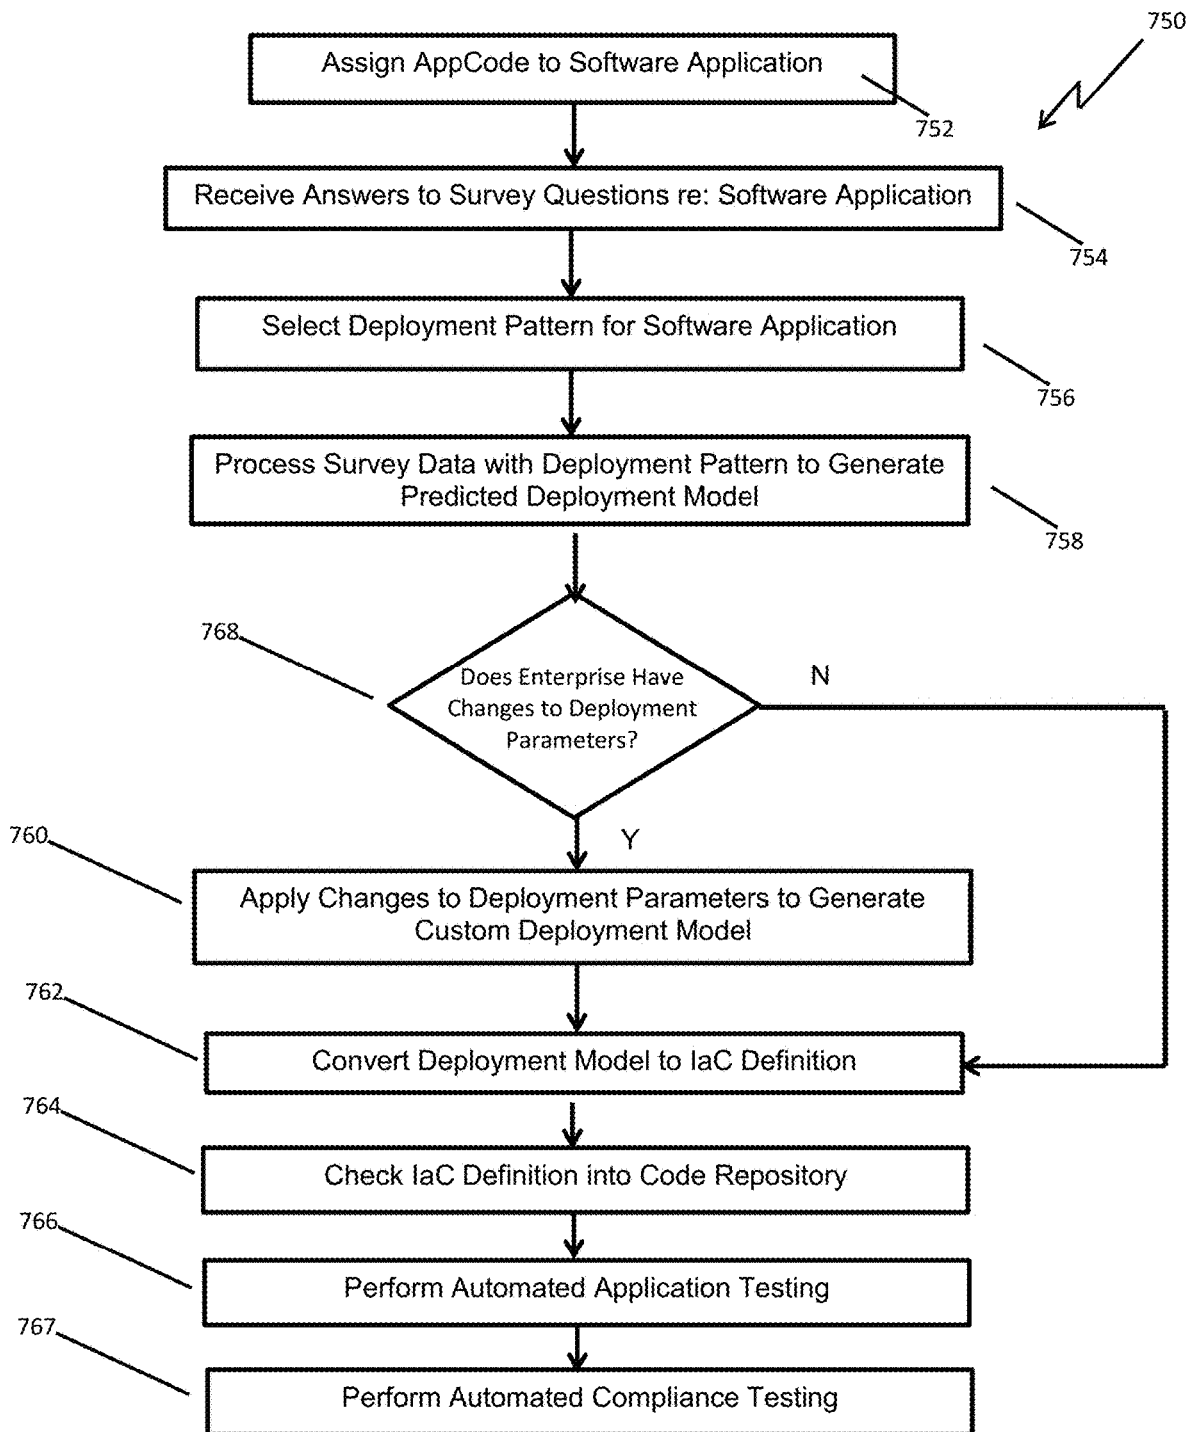 750
Assign AppCode to Software Application
752
Receive Answers to Survey Questions re: Software Application
754
Select Deployment Pattern for Software Application
756
Process Survey Data with Deployment Pattern to Generate
Predicted Deployment Model
758
768
Does Enterprise Have
Changes to Deployment
Parameters?
N
Y
760
Apply Changes to Deployment Parameters to Generate
Custom Deployment Model
762
Convert Deployment Model to IaC Definition
764
Check IaC Definition into Code Repository
766
Perform Automated Application Testing
767
Perform Automated Compliance Testing